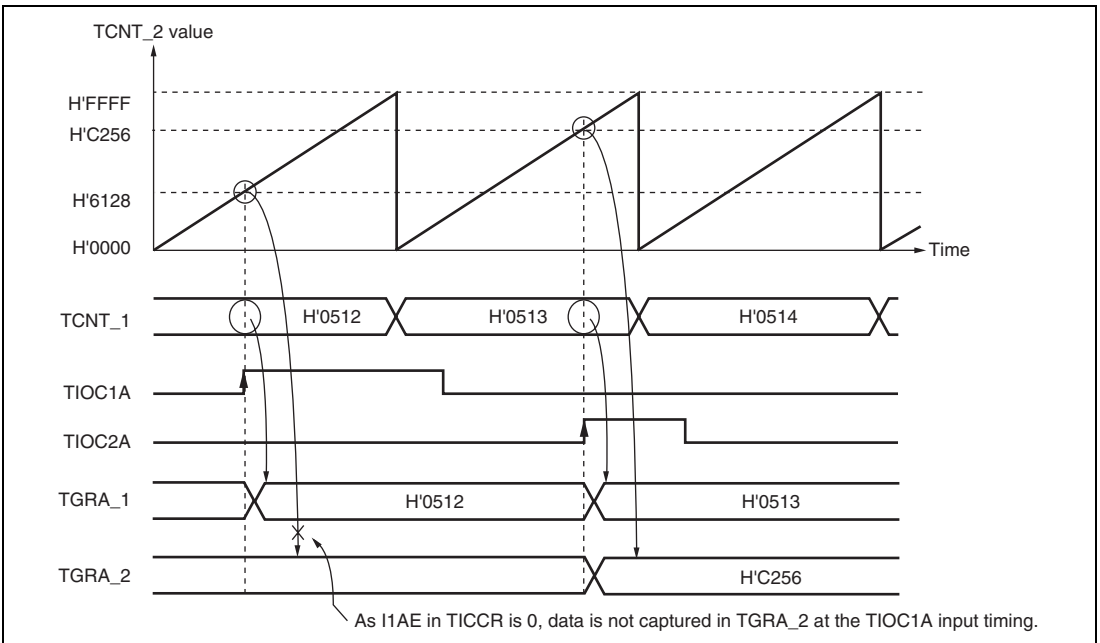 TCNT_2 value
H'FFFF
H'C256
H'6128
H'0000
Time
TCNT_1
H'0512
H'0513
H'0514
TIOC1A
TIOC2A
TGRA_1
H'0512
H'0513
TGRA_2
H'C256
As I1AE in TICCR is 0, data is not captured in TGRA_2 at the TIOC1A input timing.